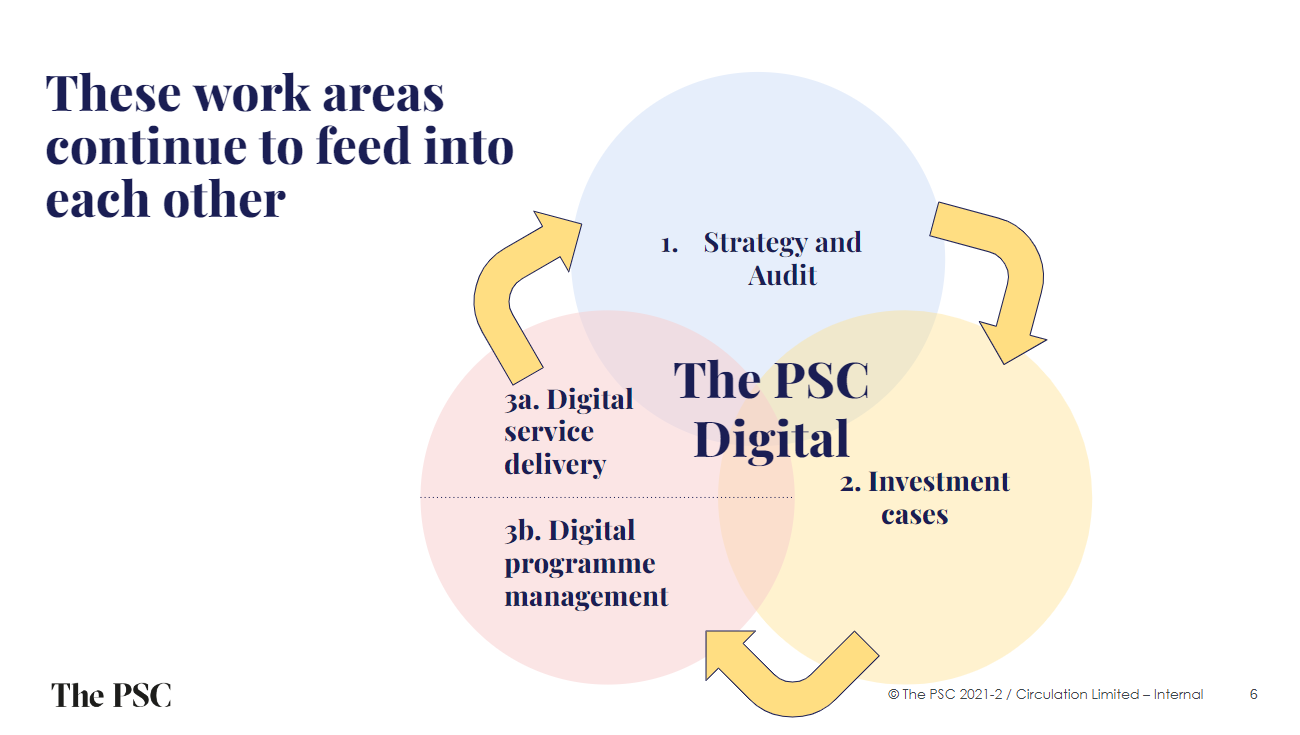 These work areas
continue to feed into
each other
1. Strategy and
Audit
The PSC
Digital
3a. Digital
service
delivery
2. Investment
cases
3b. Digital
programme
management
The PSC
© The PSC 2021-2 / Circulation Limited – Internal
6